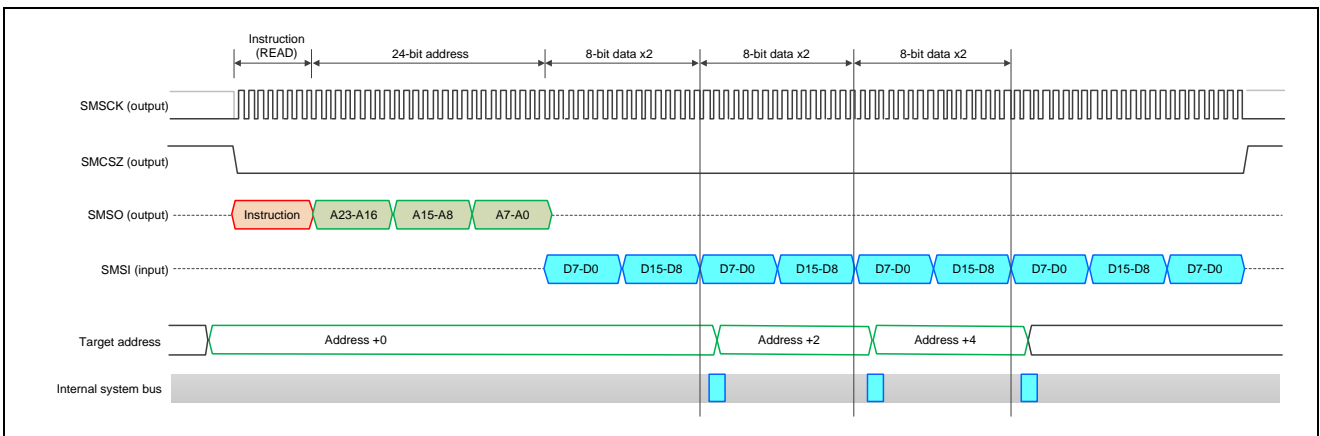 Instruction
(READ)
24-bit address
8-bit data x2
8-bit data x2
8-bit data x2
SMSCK (output)
SMCSZ (output)
SMSO (output)
Instruction
A23-A16
A15-A8
A7-A0
SMSI (input)
D7-D0
D15-D8
D7-D0
D15-D8
D7-D0
D15-D8
D7-D0
D15-D8
D7-D0
Target address
Address +0
Address +2
Address +4
Internal system bus